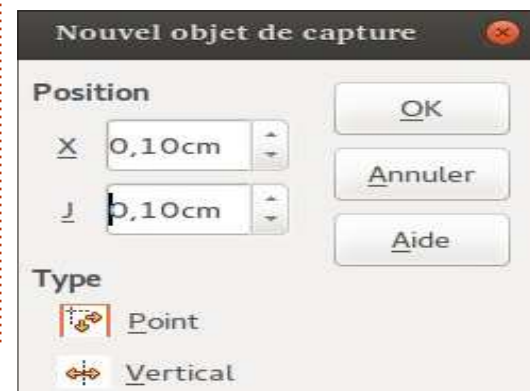 Nouvel objet de capture
Position
OK
X 0,10cm
Annuler
J 0,10cm
Aide
Type
Point
Vertical